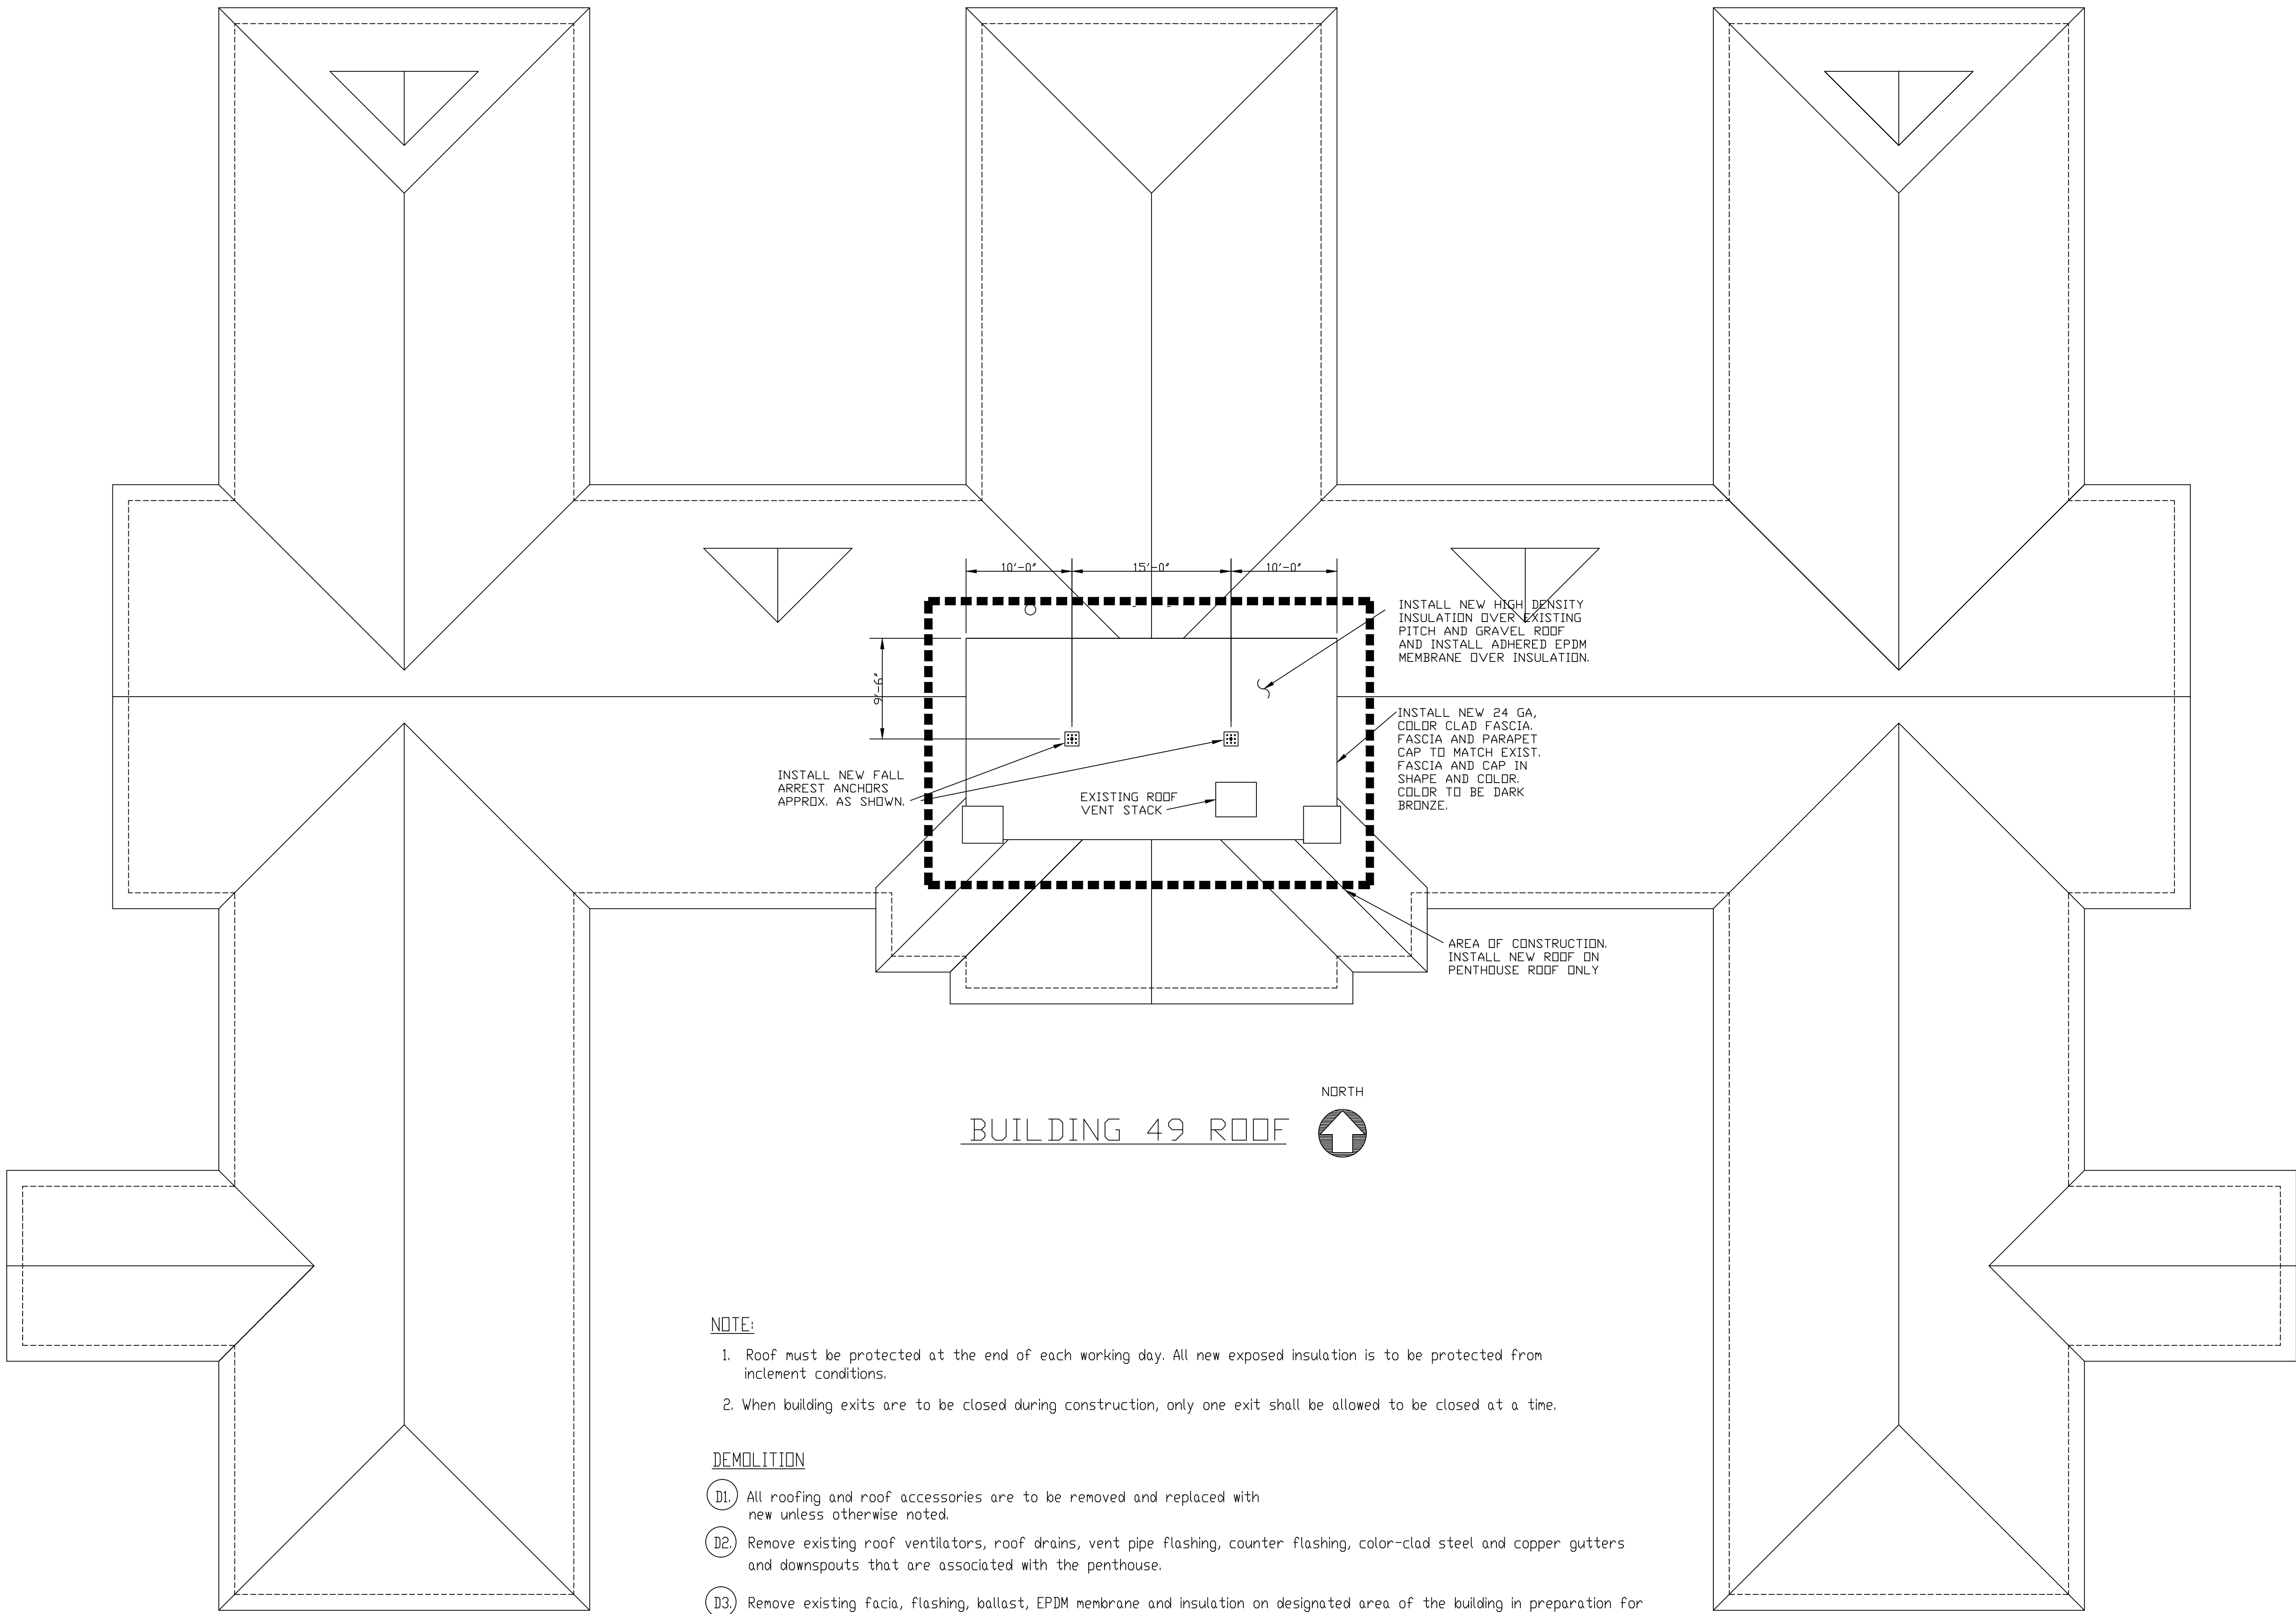 10'-0"
15'-0"
10'-0"
9'-6"
INSTALL NEW HIGH DENSITY
INSULATION OVER EXISTING
PITCH AND GRAVEL ROOF
AND INSTALL ADHERED EPDM
MEMBRANE OVER INSULATION.
INSTALL NEW 24 GA,
COLOR CLAD FASCIA.
FASCIA AND PARAPET
CAP TO MATCH EXIST.
FASCIA AND CAP IN
SHAPE AND COLOR.
COLOR TO BE DARK
BRONZE.
INSTALL NEW FALL
ARREST ANCHORS
APPROX. AS SHOWN.
EXISTING ROOF
VENT STACK
AREA OF CONSTRUCTION.
INSTALL NEW ROOF ON
PENTHOUSE ROOF ONLY
NORTH
BUILDING 49 ROOF
NOTE:
1. Roof must be protected at the end of each working day. All new exposed insulation is to be protected from
inclement conditions.
2. When building exits are to be closed during construction, only one exit shall be allowed to be closed at a time.
DEMOLITION
D1. All roofing and roof accessories are to be removed and replaced with
new unless otherwise noted.
D2. Remove existing roof ventilators, roof drains, vent pipe flashing, counter flashing, color-clad steel and copper gutters
and downspouts that are associated with the penthouse.
D3. Remove existing facia, flashing, ballast, EPDM membrane and insulation on designated area of the building in preparation for